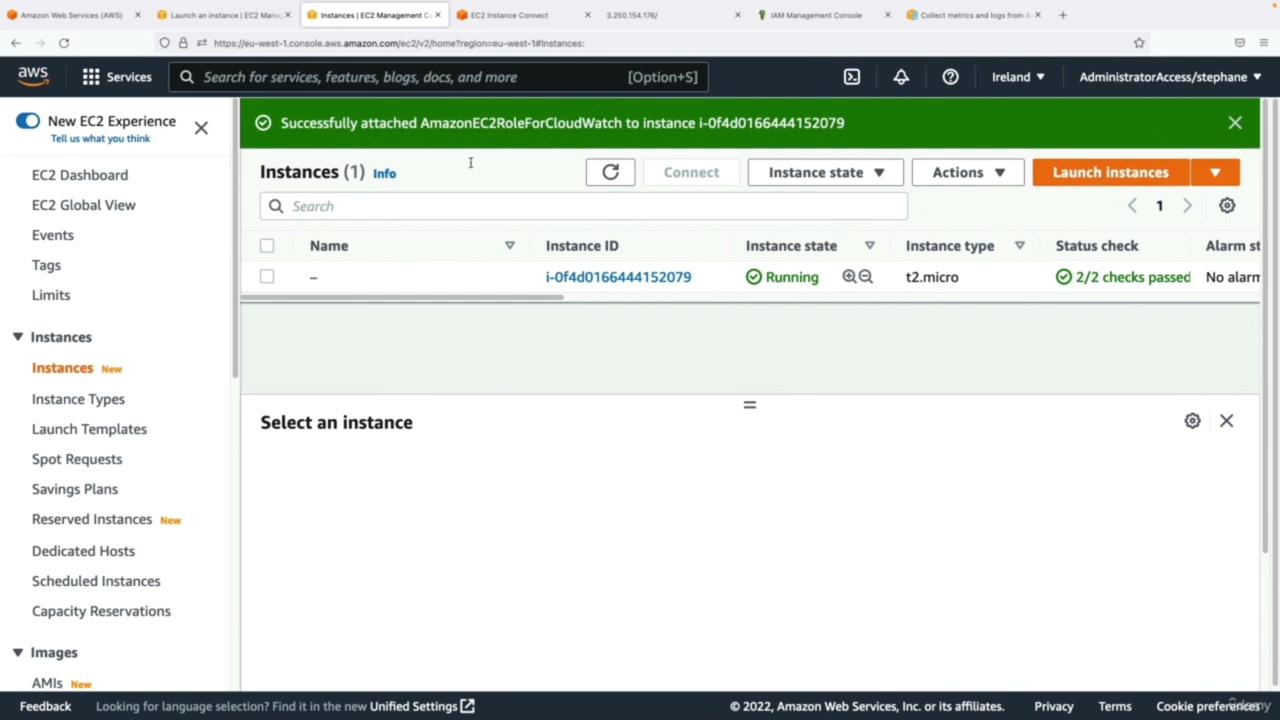 Amazon Web Services (AWS)
Launch an instance | EC2 Mana
Instances | EC2 Management Co
EC2 Instance Connect
3.250.154.176/
IAM Management Console
Collect metrics and logs from A
https://eu-west-1.console.aws.amazon.com/ec2/v2/home?region=eu-west-1#Instances:
aws
Services
Search for services, features, blogs, docs, and more
[Option+S]
Ireland
AdministratorAccess/stephane
New EC2 Experience
Tell us what you think
Successfully attached AmazonEC2RoleForCloudWatch to instance i-0f4d0166444152079
Instances (1) Info
Connect
Instance state
Actions
Launch instances
Search
1
Name
Instance ID
Instance state
Instance type
Status check
Alarm st
–
i-0f4d0166444152079
Running
t2.micro
2/2 checks passed
No alarm
Select an instance
EC2 Dashboard
EC2 Global View
Events
Tags
Limits
Instances
Instances New
Instance Types
Launch Templates
Spot Requests
Savings Plans
Reserved Instances New
Dedicated Hosts
Scheduled Instances
Capacity Reservations
Images
AMIs New
Feedback
Looking for language selection? Find it in the new Unified Settings
© 2022, Amazon Web Services, Inc. or its affiliates.
Privacy
Terms
Cookie preferences
Udemy